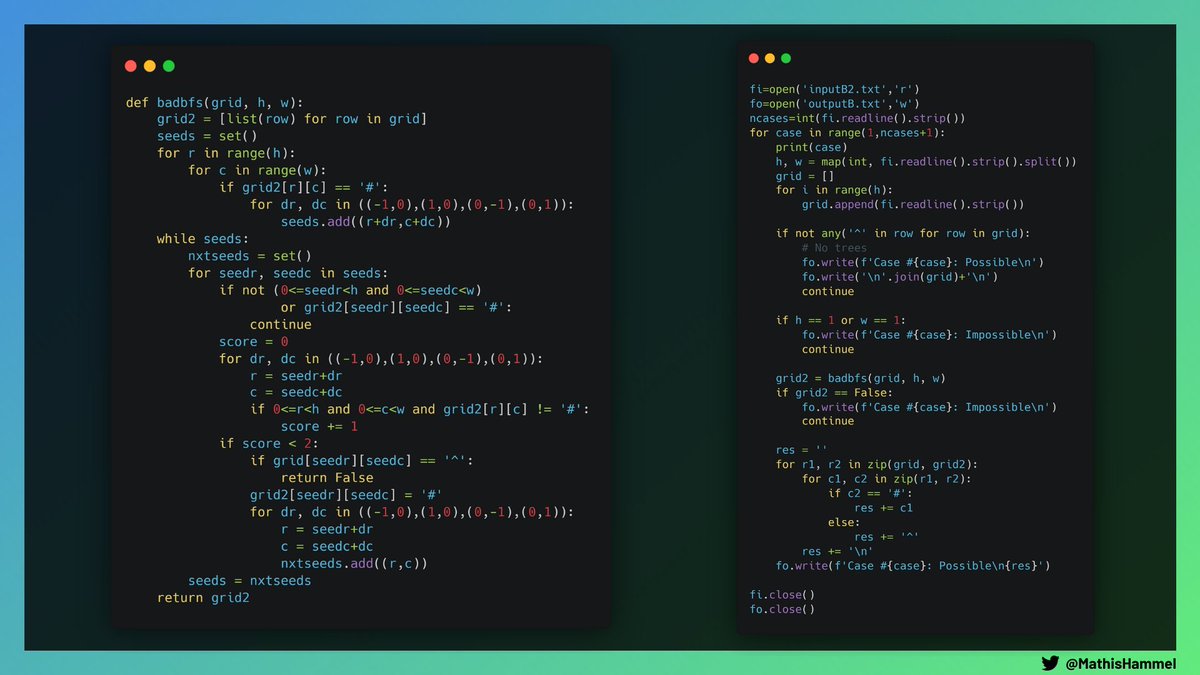 def badbfs(grid, h, w):
    grid2 = [list(row) for row in grid]
    seeds = set()
    for r in range(h):
        for c in range(w):
            if grid2[r][c] == '#':
                for dr, dc in ((-1,0),(1,0),(0,-1),(0,1)):
                    seeds.add((r+dr,c+dc))
    while seeds:
        nxtseeds = set()
        for seedr, seedc in seeds:
            if not (0<=seedr<h and 0<=seedc<w)
                    or grid2[seedr][seedc] == '#':
                continue
            score = 0
            for dr, dc in ((-1,0),(1,0),(0,-1),(0,1)):
                r = seedr+dr
                c = seedc+dc
                if 0<=r<h and 0<=c<w and grid2[r][c] != '#':
                    score += 1
            if score < 2:
                if grid[seedr][seedc] == '^':
                    return False
                grid2[seedr][seedc] = '#'
                for dr, dc in ((-1,0),(1,0),(0,-1),(0,1)):
                    r = seedr+dr
                    c = seedc+dc
                    nxtseeds.add((r,c))
        seeds = nxtseeds
    return grid2
fi=open('inputB2.txt','r')
fo=open('outputB.txt','w')
ncases=int(fi.readline().strip())
for case in range(1,ncases+1):
    print(case)
    h, w = map(int, fi.readline().strip().split())
    grid = []
    for i in range(h):
        grid.append(fi.readline().strip())
    if not any('^' in row for row in grid):
        # No trees
        fo.write(f'Case #{case}: Possible\n')
        fo.write('\n'.join(grid)+'\n')
        continue
    if h == 1 or w == 1:
        fo.write(f'Case #{case}: Impossible\n')
        continue
    grid2 = badbfs(grid, h, w)
    if grid2 == False:
        fo.write(f'Case #{case}: Impossible\n')
        continue
    res = ''
    for r1, r2 in zip(grid, grid2):
        for c1, c2 in zip(r1, r2):
            if c2 == '#':
                res += c1
            else:
                res += '^'
        res += '\n'
    fo.write(f'Case #{case}: Possible\n{res}')
fi.close()
fo.close()
@MathisHammel